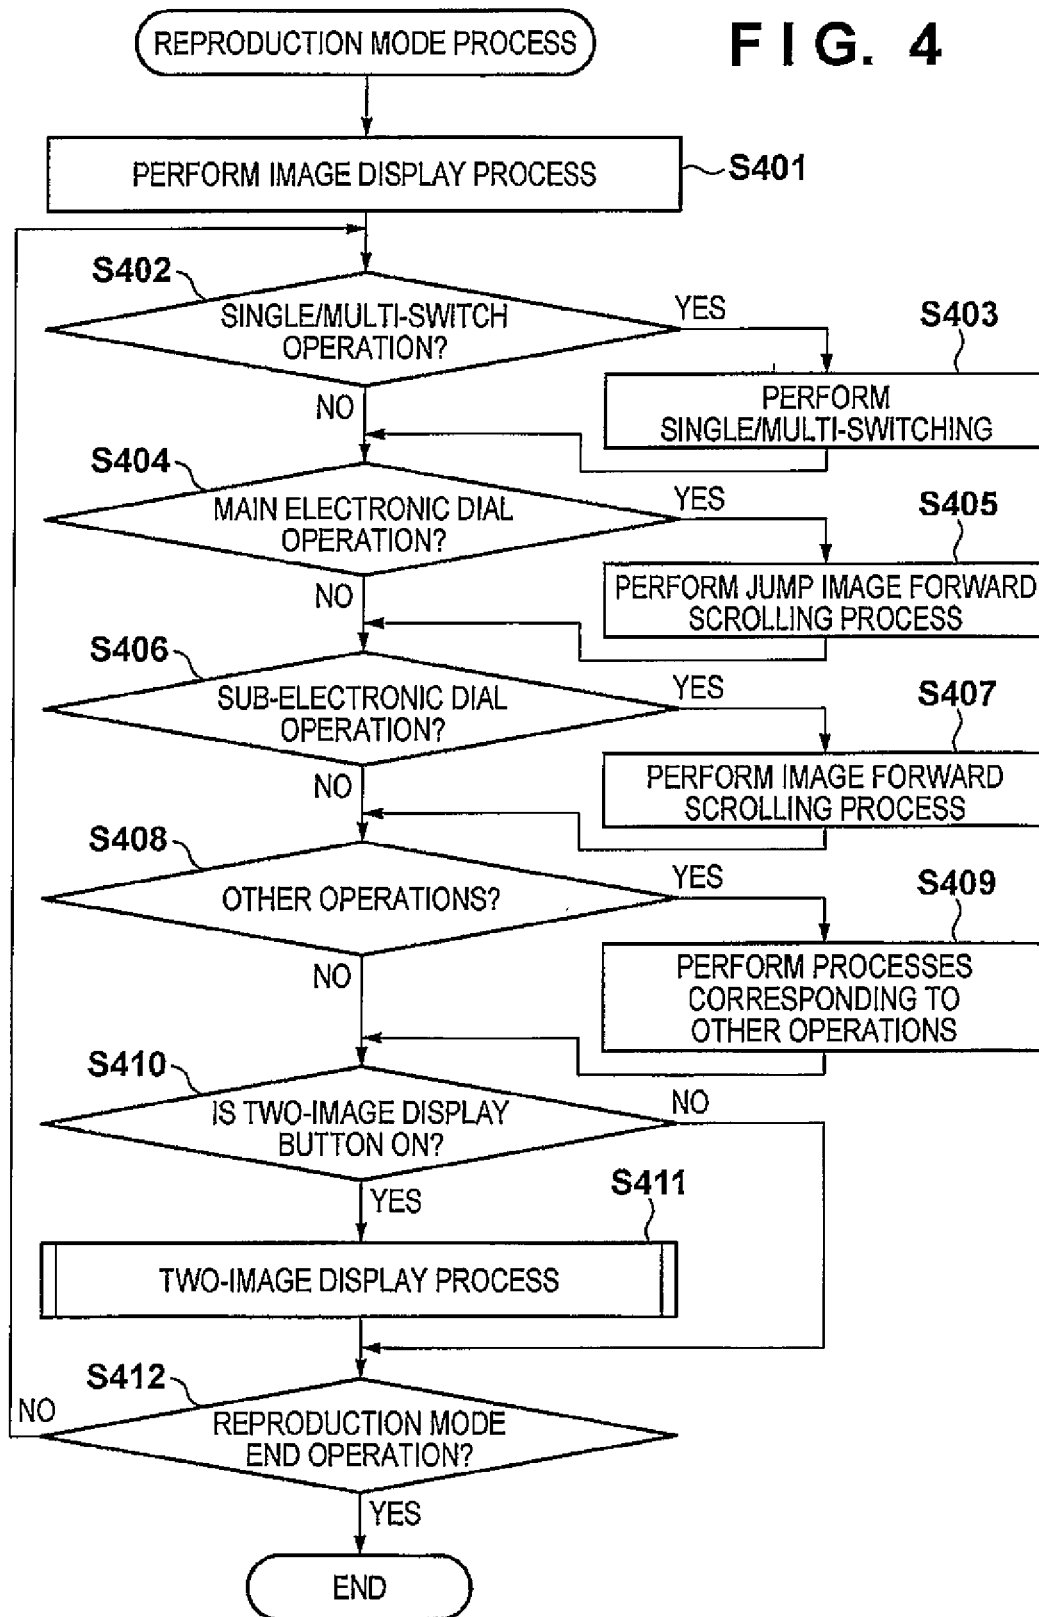 REPRODUCTION MODE PROCESS
FIG. 4
PERFORM IMAGE DISPLAY PROCESS
S401
S402
SINGLE/MULTI-SWITCH
OPERATION?
YES
NO
S403
PERFORM
SINGLE/MULTI-SWITCHING
S404
MAIN ELECTRONIC DIAL
OPERATION?
YES
NO
S405
PERFORM JUMP IMAGE FORWARD
SCROLLING PROCESS
S406
SUB-ELECTRONIC DIAL
OPERATION?
YES
NO
S407
PERFORM IMAGE FORWARD
SCROLLING PROCESS
S408
OTHER OPERATIONS?
YES
NO
S409
PERFORM PROCESSES
CORRESPONDING TO
OTHER OPERATIONS
S410
IS TWO-IMAGE DISPLAY
BUTTON ON?
NO
YES
S411
TWO-IMAGE DISPLAY PROCESS
S412
NO
REPRODUCTION MODE
END OPERATION?
YES
END